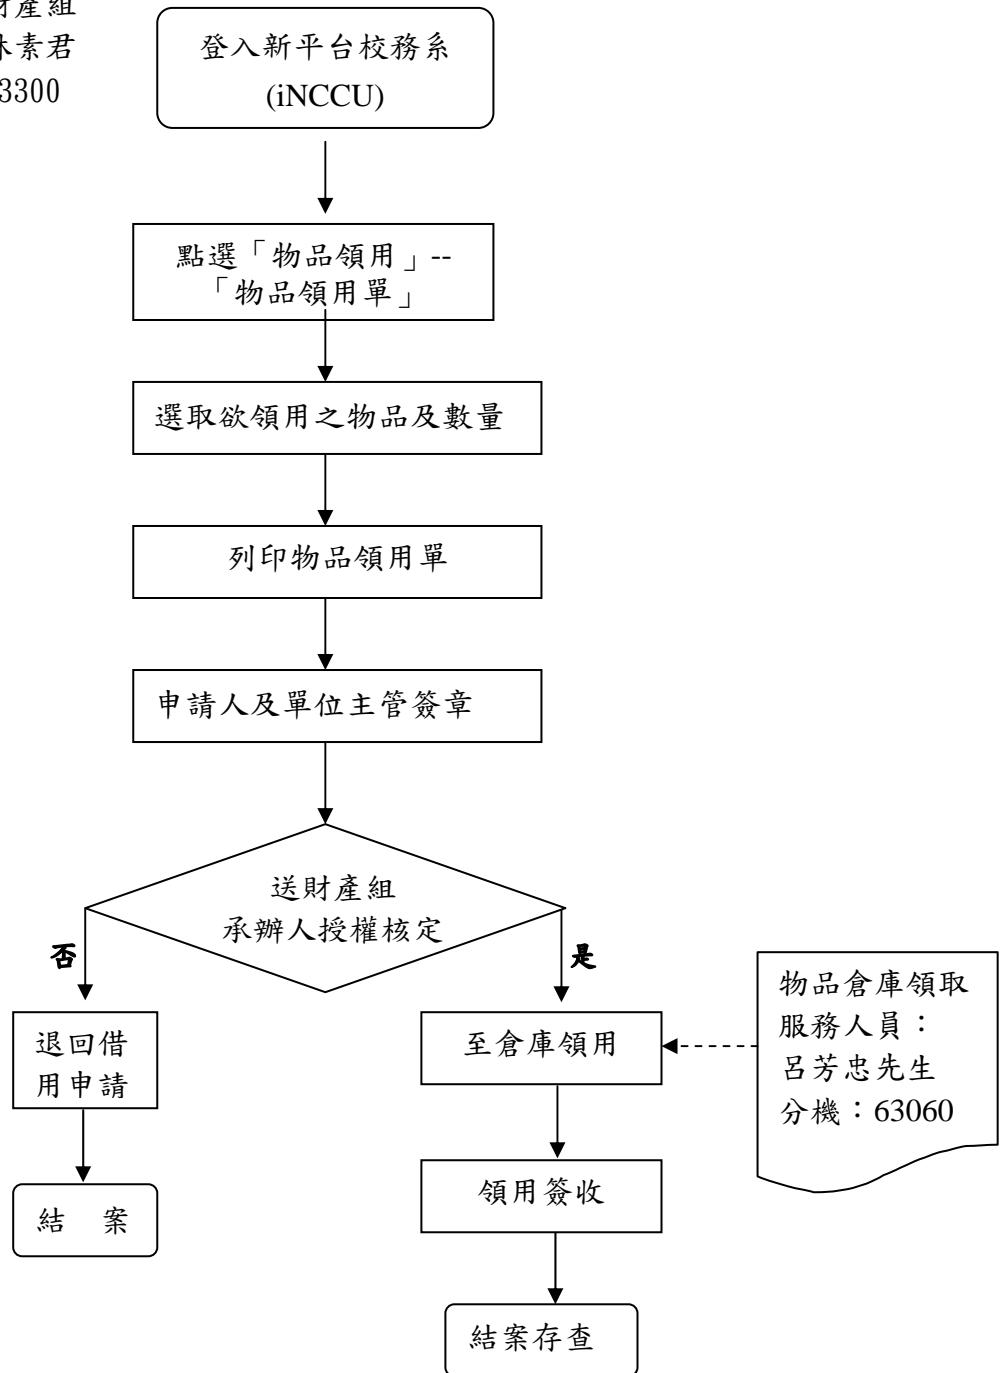 財產組
林素君
3300
登入新平台校務系
(iNCCU)
點選「物品領用」--
「物品領用單」
選取欲領用之物品及數量
列印物品領用單
申請人及單位主管簽章
送財產組
承辦人授權核定
否
是
退回借
用申請
結 案
至倉庫領用
物品倉庫領取
服務人員：
呂芳忠先生
分機：63060
領用簽收
結案存查